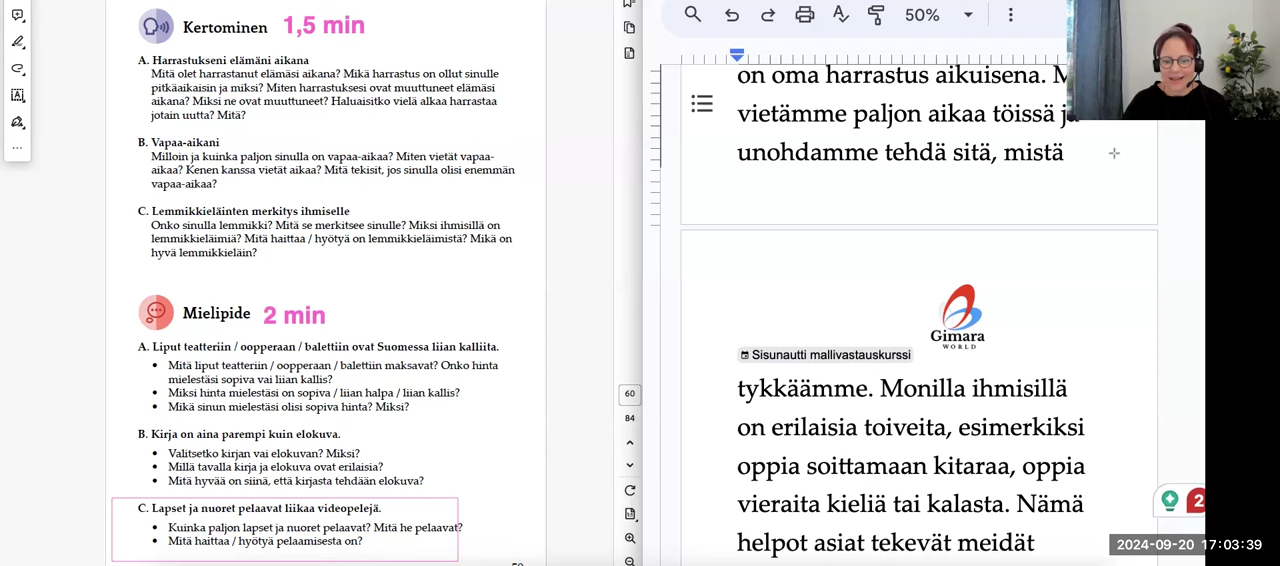 Kertominen 1,5 min
A. Harrastukseni elämäni aikana
Mitä olet harrastanut elämäsi aikana? Mikä harrastus on ollut sinulle
pitkäaikaisin ja miksi? Miten harrastuksesi ovat muuttuneet elämäsi
aikana? Miksi ne ovat muuttuneet? Haluaisitko vielä alkaa harrastaa
jotain uutta? Mitä?
B. Vapaa-aikani
Milloin ja kuinka paljon sinulla on vapaa-aikaa? Miten vietät vapaa-
aikaa? Kenen kanssa vietät aikaa? Mitä tekisit, jos sinulla olisi enemmän
vapaa-aikaa?
C. Lemmikkieläinten merkitys ihmiselle
Onko sinulla lemmikki? Mitä se merkitsee sinulle? Miksi ihmisillä on
lemmikkieläimiä? Mitä haittaa / hyötyä on lemmikkieläimistä? Mikä on
hyvä lemmikkieläin?
Mielipide 2 min
A. Liput teatteriin / oopperaan / balettiin ovat Suomessa liian kalliita.
• Mitä liput teatteriin / oopperaan / balettiin maksavat? Onko hinta
mielestäsi sopiva vai liian kallis?
• Miksi hinta mielestäsi on sopiva / liian halpa / liian kallis?
• Mikä sinun mielestäsi olisi sopiva hinta? Miksi?
B. Kirja on aina parempi kuin elokuva.
• Valitsetko kirjan vai elokuvan? Miksi?
• Millä tavalla kirja ja elokuva ovat erilaisia?
• Mitä hyvää on siinä, että kirjasta tehdään elokuva?
C. Lapset ja nuoret pelaavat liikaa videopelejä.
• Kuinka paljon lapset ja nuoret pelaavat? Mitä he pelaavat?
• Mitä haittaa / hyötyä pelaamisesta on?
60
84
50%
on oma harrastus aikuisena. M
vietämme paljon aikaa töissä ja
unohdamme tehdä sitä, mistä
Gimara
WORLD
Sisunautti mallivastauskurssi
tykkäämme. Monilla ihmisillä
on erilaisia toiveita, esimerkiksi
oppia soittamaan kitaraa, oppia
vieraita kieliä tai kalasta. Nämä
helpot asiat tekevät meidät
2
2024-09-20 17:03:39